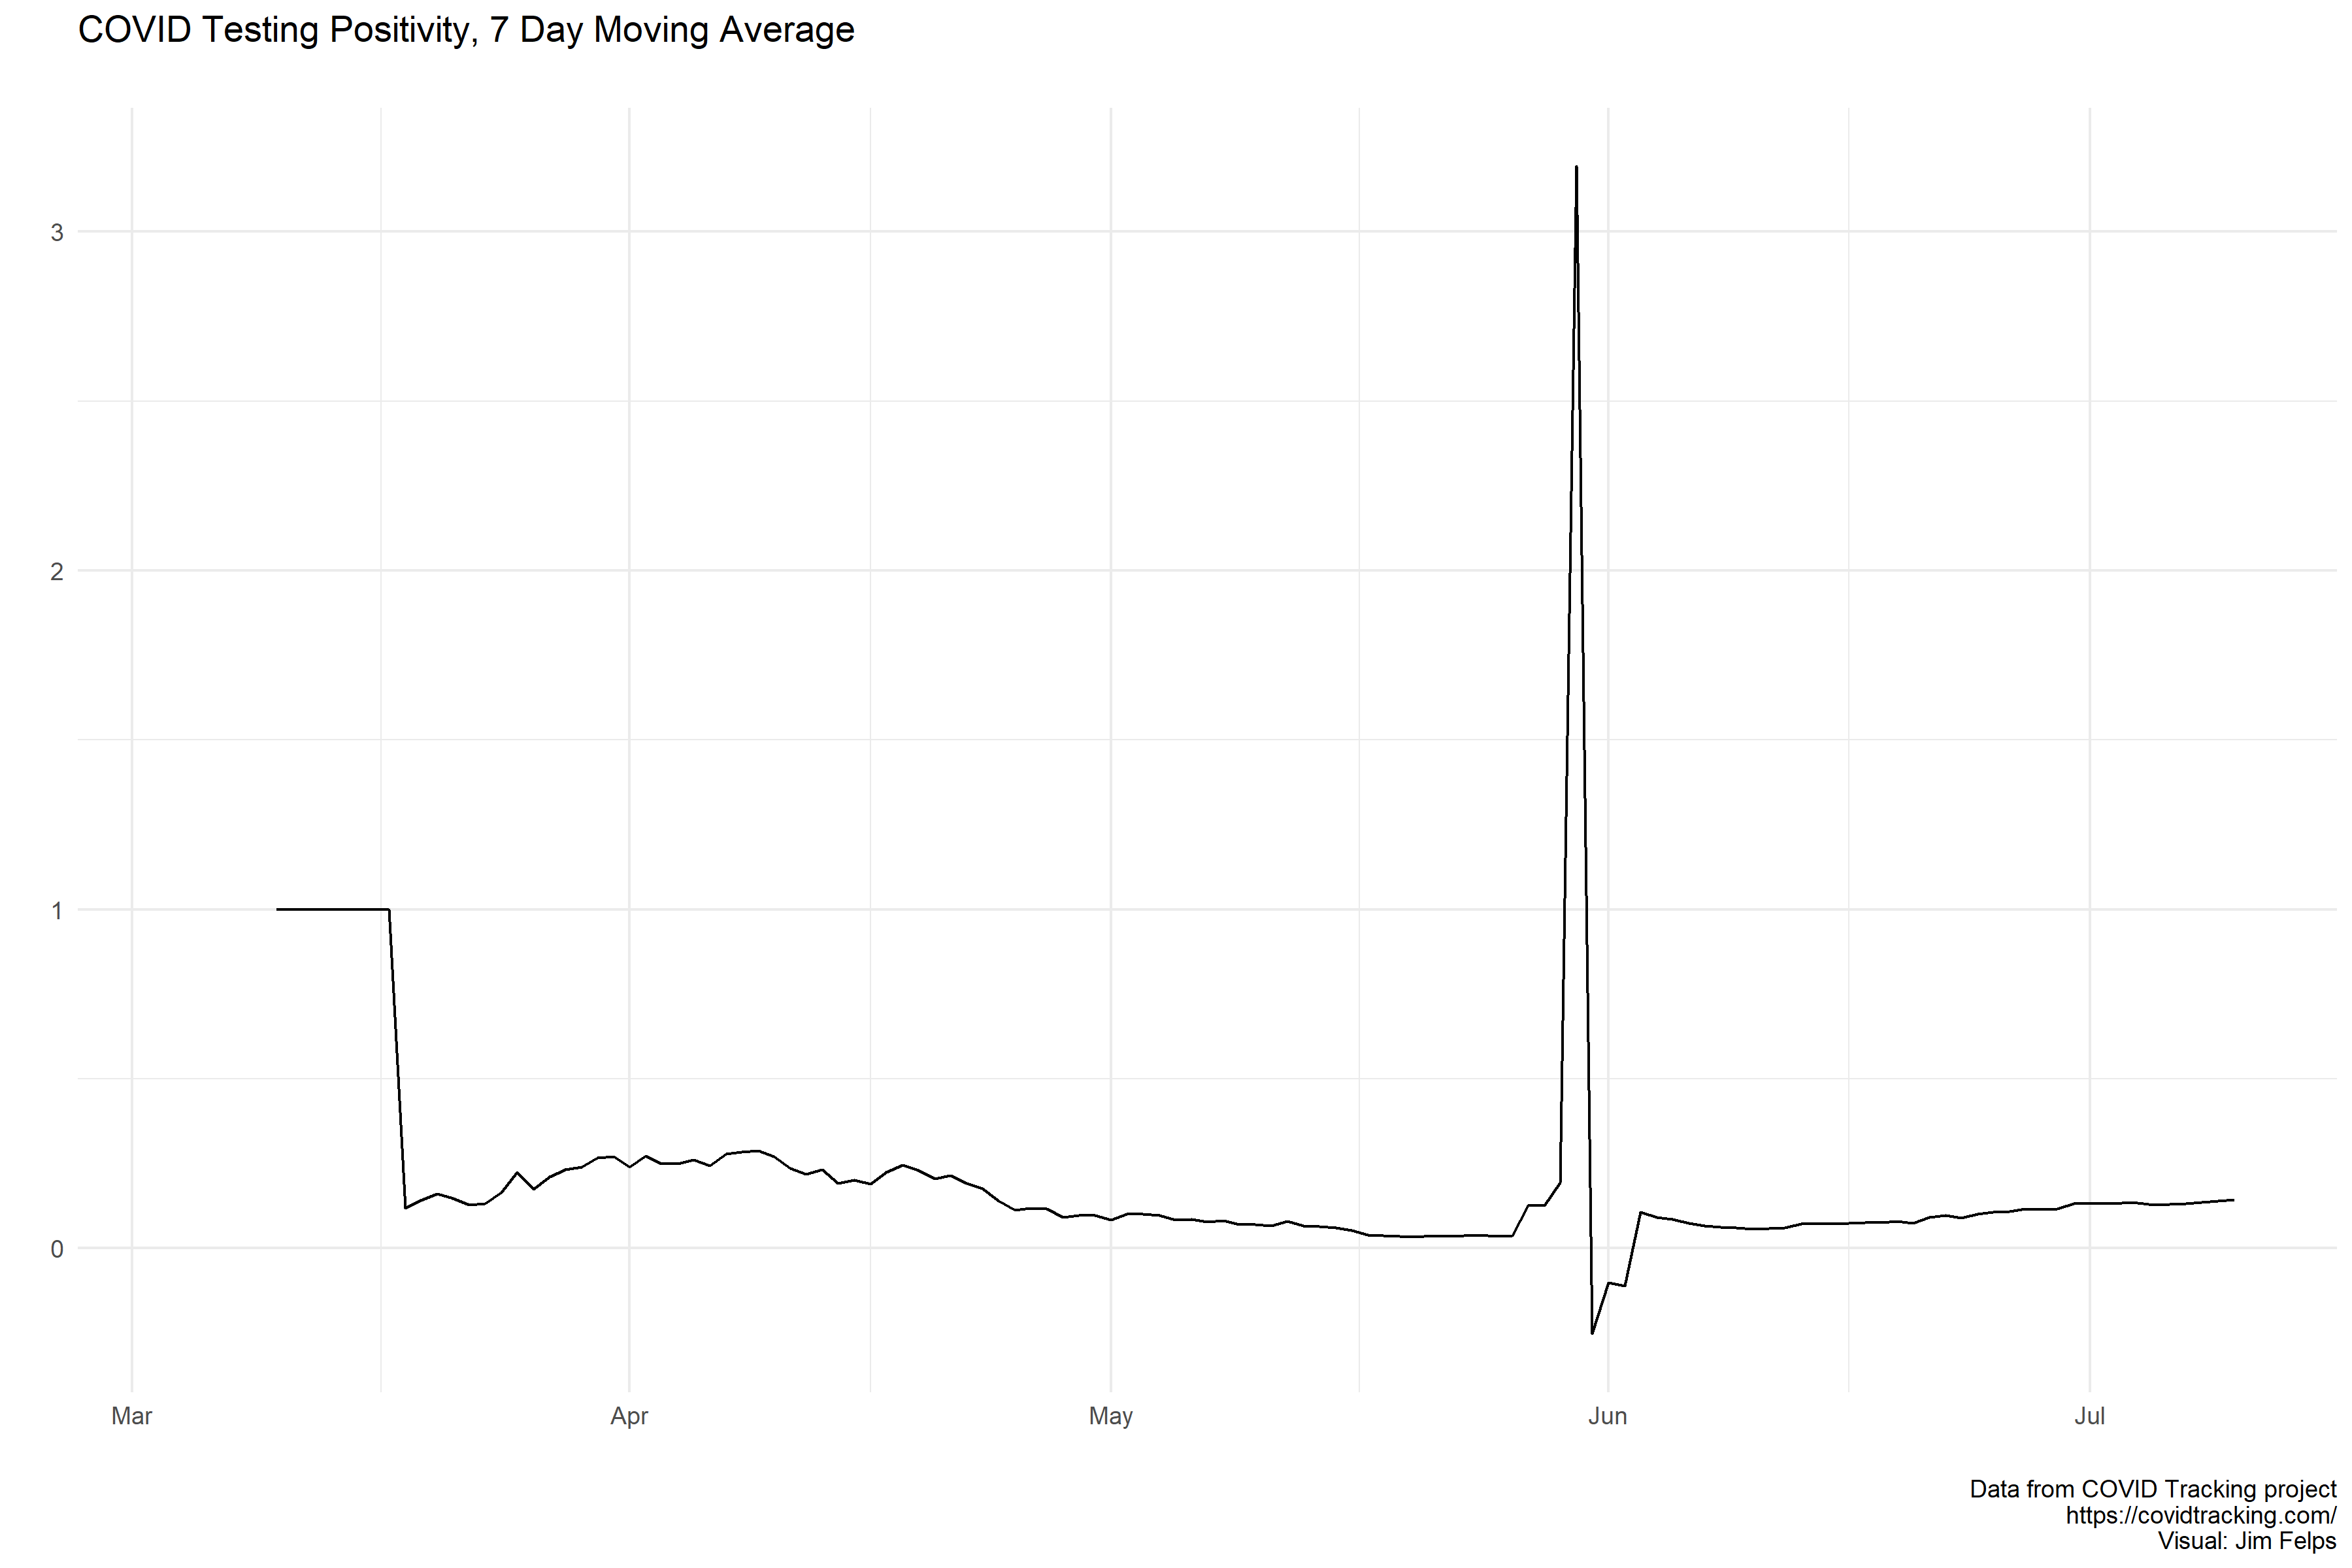 COVID Testing Positivity, 7 Day Moving Average
3
2
1
0
Mar Apr May Jun Jul
Data from COVID Tracking project
https://covidtracking.com/
Visual: Jim Felps